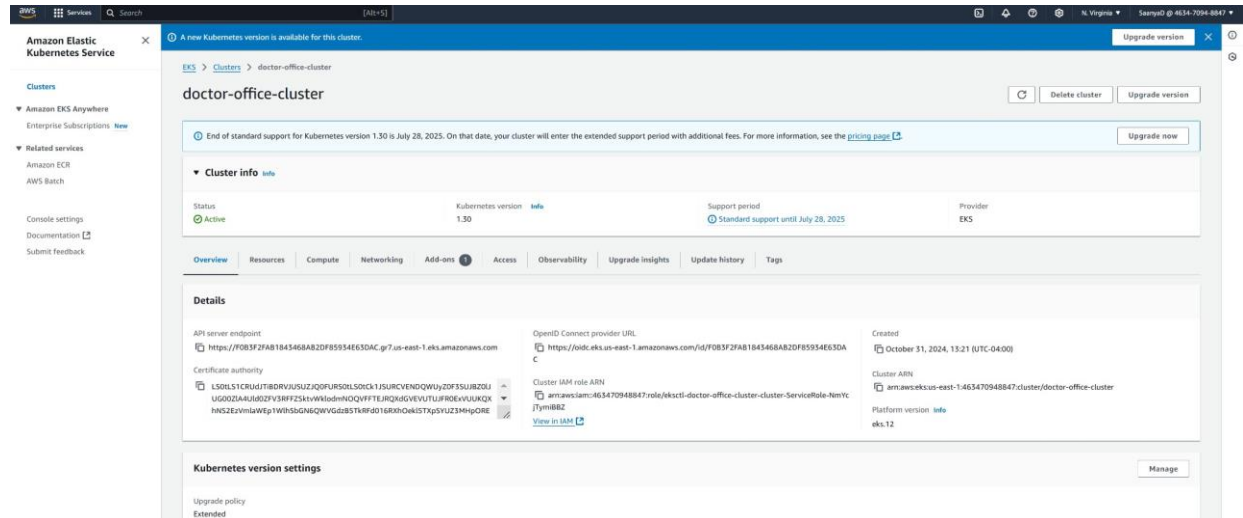 aws Services Search [Alt+S] N. Virginia SaanyaD @ 4634-7094-8847
Amazon Elastic
Kubernetes Service
Clusters
Amazon EKS Anywhere
Enterprise Subscriptions New
Related services
Amazon ECR
AWS Batch
Console settings
Documentation
Submit feedback
A new Kubernetes version is available for this cluster. Upgrade version
EKS > Clusters > doctor-office-cluster
doctor-office-cluster Delete cluster Upgrade version
End of standard support for Kubernetes version 1.30 is July 28, 2025. On that date, your cluster will enter the extended support period with additional fees. For more information, see the pricing page. Upgrade now
Cluster info Info
Status Kubernetes version Info Support period Provider
Active 1.30 Standard support until July 28, 2025 EKS
Overview Resources Compute Networking Add-ons 1 Access Observability Upgrade insights Update history Tags
Details
API server endpoint
https://F0B3F2FAB1843468AB2DF85934E63DAC.gr7.us-east-1.eks.amazonaws.com
Certificate authority
OpenID Connect provider URL
https://oidc.eks.us-east-1.amazonaws.com/id/F0B3F2FAB1843468AB2DF85934E63DA
C
Cluster IAM role ARN
arn:aws:iam::463470948847:role/eksctl-doctor-office-cluster-cluster-ServiceRole-NmYc
jTymiBBZ
View in IAM
Created
October 31, 2024, 13:21 (UTC-04:00)
Cluster ARN
arn:aws:eks:us-east-1:463470948847:cluster/doctor-office-cluster
Platform version Info
eks.12
Kubernetes version settings Manage
Upgrade policy
Extended